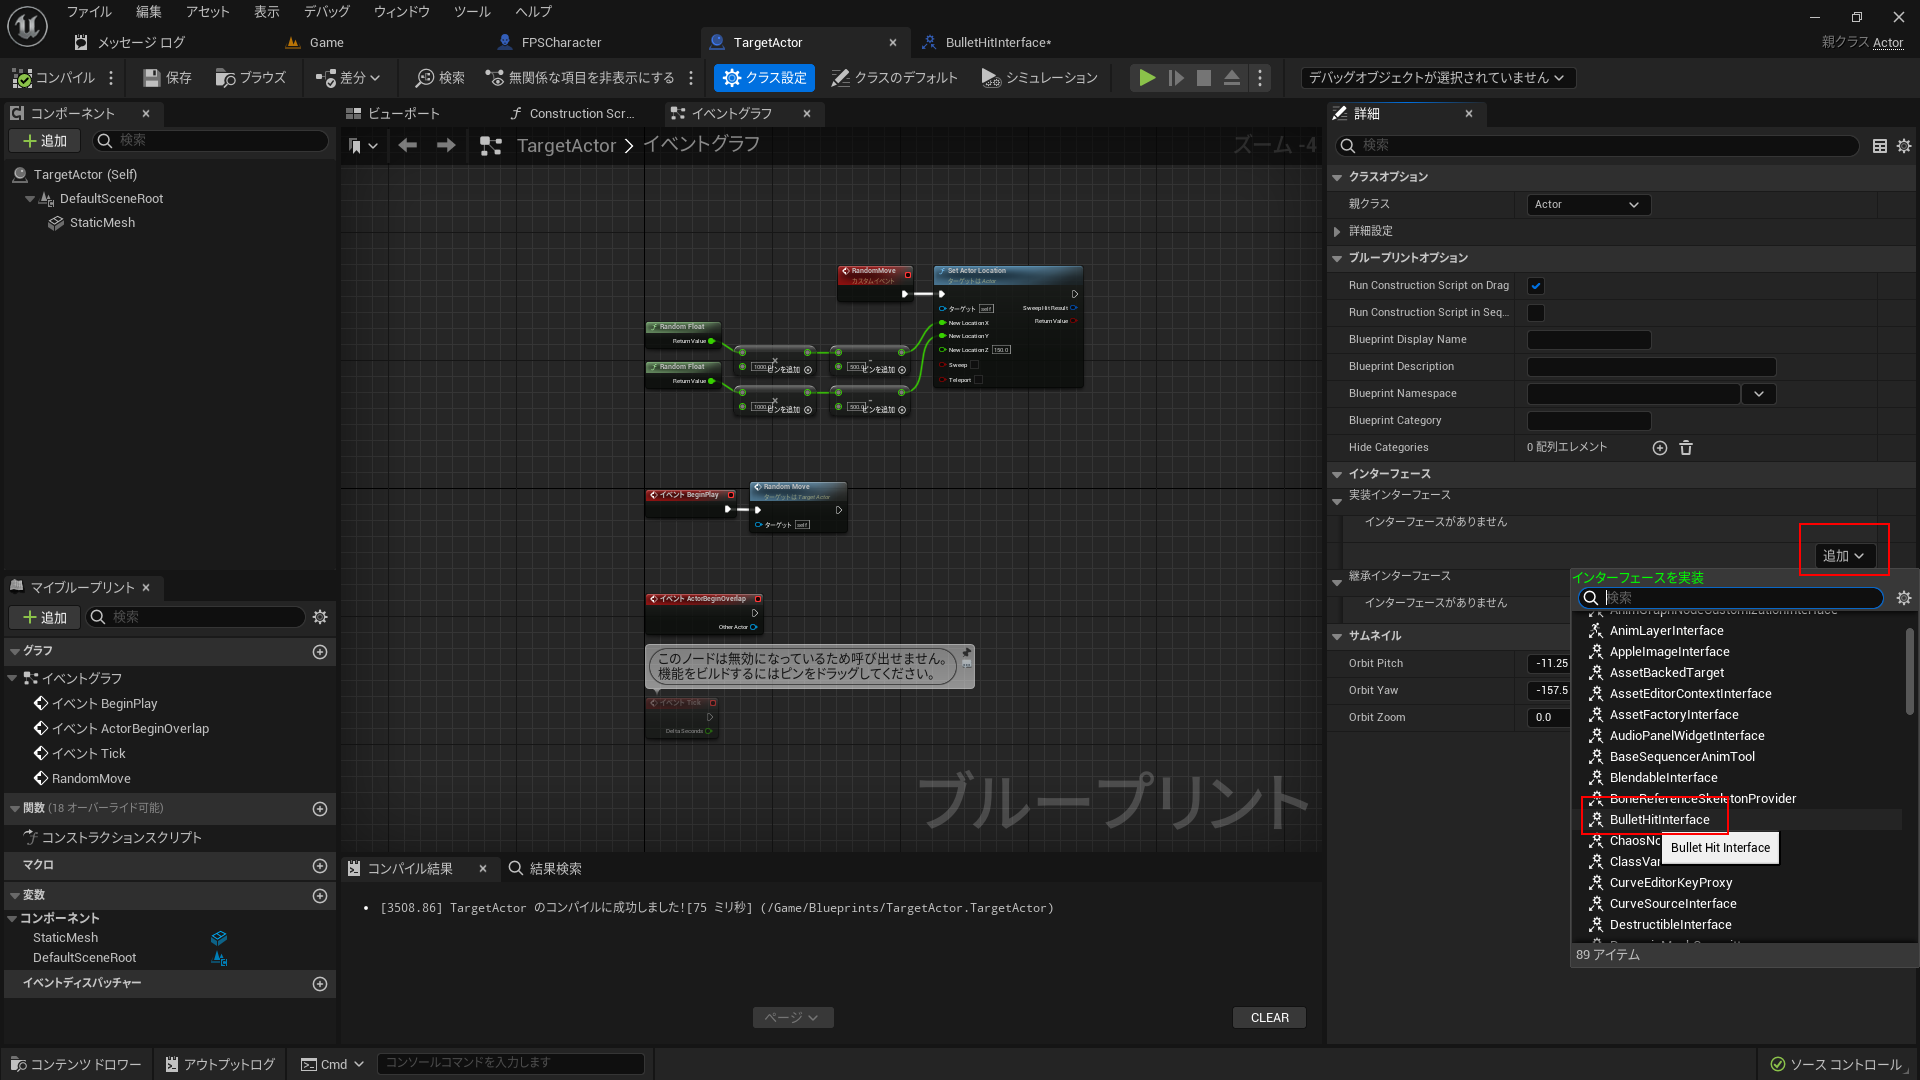 ファイル 編集 アセット 表示 デバッグ ウィンドウ ツール ヘルプ
メッセージ ログ Game FPSCharacter TargetActor BulletHitInterface*
親クラス Actor
コンパイル 保存 ブラウズ 差分 検索 無関係な項目を非表示にする クラス設定 クラスのデフォルト シミュレーション デバッグオブジェクトが選択されていません
コンポーネント
追加 検索
TargetActor (Self)
DefaultSceneRoot
StaticMesh
マイブループリント
追加 検索
グラフ
イベントグラフ
イベント BeginPlay
イベント ActorBeginOverlap
イベント Tick
RandomMove
関数 (18 オーバーライド可能)
コンストラクションスクリプト
マクロ
変数
コンポーネント
StaticMesh
DefaultSceneRoot
イベントディスパッチャー
ビューポート Construction Scr... イベントグラフ
TargetActor > イベントグラフ
ズーム -4
RandomMove
カスタムイベント
Set Actor Location
ターゲットは Actor
ターゲット self
Sweep Hit Result
New Location X
Return Value
New Location Y
New Location Z 150.0
Sweep
Teleport
Random Float
Return Value
Random Float
Return Value
1000.0 ピンを追加
500.0 ピンを追加
1000.0 ピンを追加
500.0 ピンを追加
イベント BeginPlay
Random Move
ターゲットは Target Actor
ターゲット self
イベント ActorBeginOverlap
Other Actor
このノードは無効になっているため呼び出せません。
機能をビルドするにはピンをドラッグしてください。
イベント Tick
Delta Seconds
ブループリント
コンパイル結果 結果検索
• [3508.86] TargetActor のコンパイルに成功しました![75 ミリ秒] (/Game/Blueprints/TargetActor.TargetActor)
ページ
CLEAR
詳細
検索
クラスオプション
親クラス Actor
詳細設定
ブループリントオプション
Run Construction Script on Drag
Run Construction Script in Seq...
Blueprint Display Name
Blueprint Description
Blueprint Namespace
Blueprint Category
Hide Categories 0 配列エレメント
インターフェース
実装インターフェース
インターフェースがありません
追加
継承インターフェース
インターフェースがありません
サムネイル
Orbit Pitch -11.25
Orbit Yaw -157.5
Orbit Zoom 0.0
インターフェースを実装
検索
AnimGraphNodeCustomizationInterface
AnimLayerInterface
AppleImageInterface
AssetBackedTarget
AssetEditorContextInterface
AssetFactoryInterface
AudioPanelWidgetInterface
BaseSequencerAnimTool
BlendableInterface
BoneReferenceSkeletonProvider
BulletHitInterface
Bullet Hit Interface
CurveEditorKeyProxy
CurveSourceInterface
DestructibleInterface
89 アイテム
コンテンツ ドロワー アウトプットログ Cmd コンソールコマンドを入力します
ソース コントロール